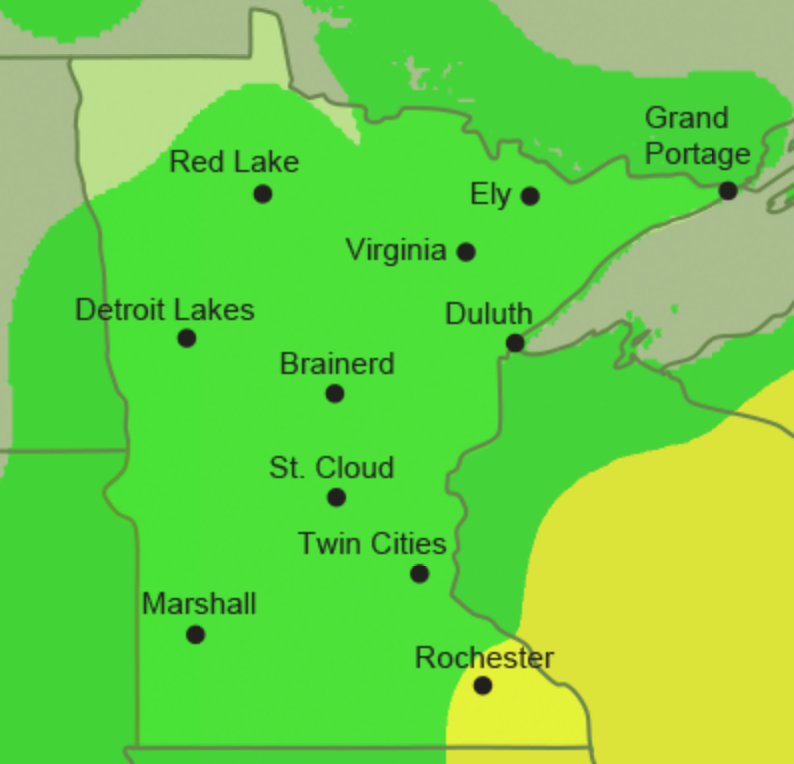 Grand
Portage
Red Lake
Ely
Virginia
Detroit Lakes
Duluth
Brainerd
St. Cloud
Twin Cities
Marshall
Rochester